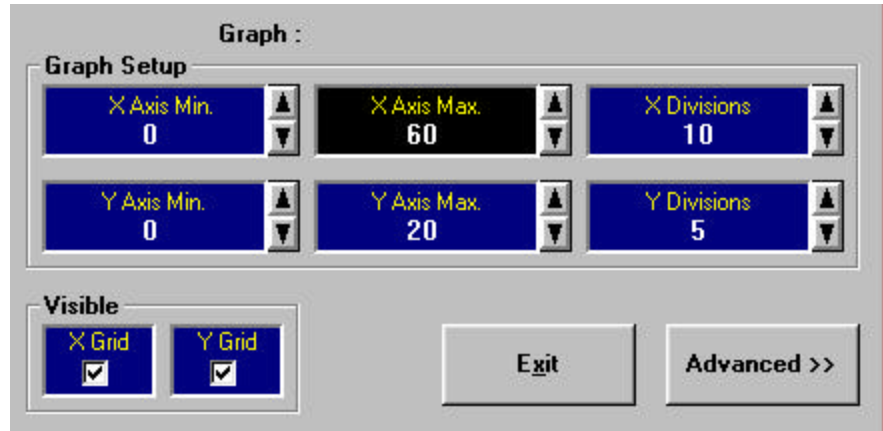 Graph :
Graph Setup
X Axis Min.
0
X Axis Max.
60
X Divisions
10
Y Axis Min.
0
Y Axis Max.
20
Y Divisions
5
Visible
X Grid
Y Grid
Exit
Advanced >>